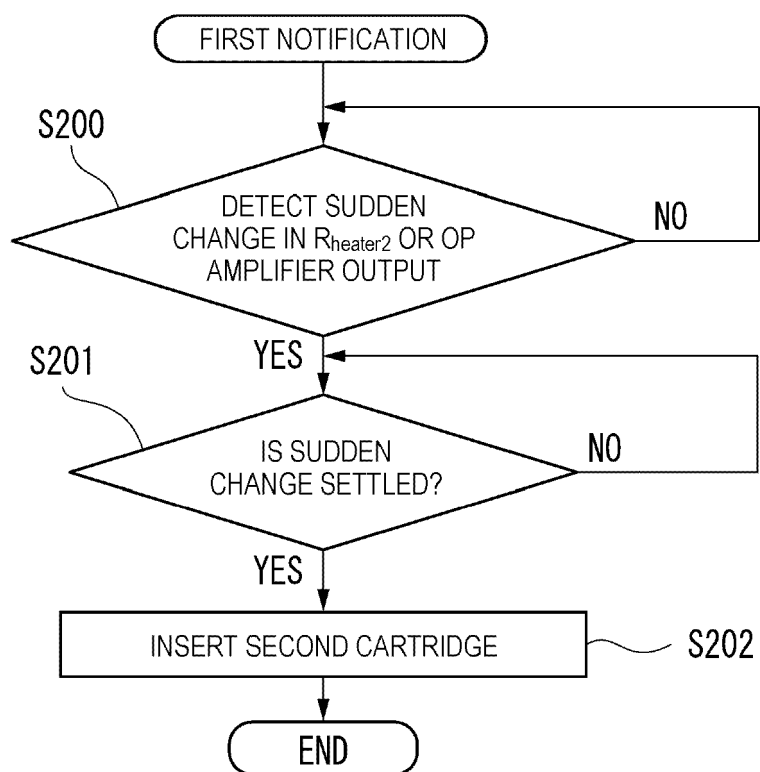 FIRST NOTIFICATION
S200
DETECT SUDDEN
CHANGE IN Rheater2 OR OP
AMPLIFIER OUTPUT
NO
YES
S201
IS SUDDEN
CHANGE SETTLED?
NO
YES
INSERT SECOND CARTRIDGE
S202
END